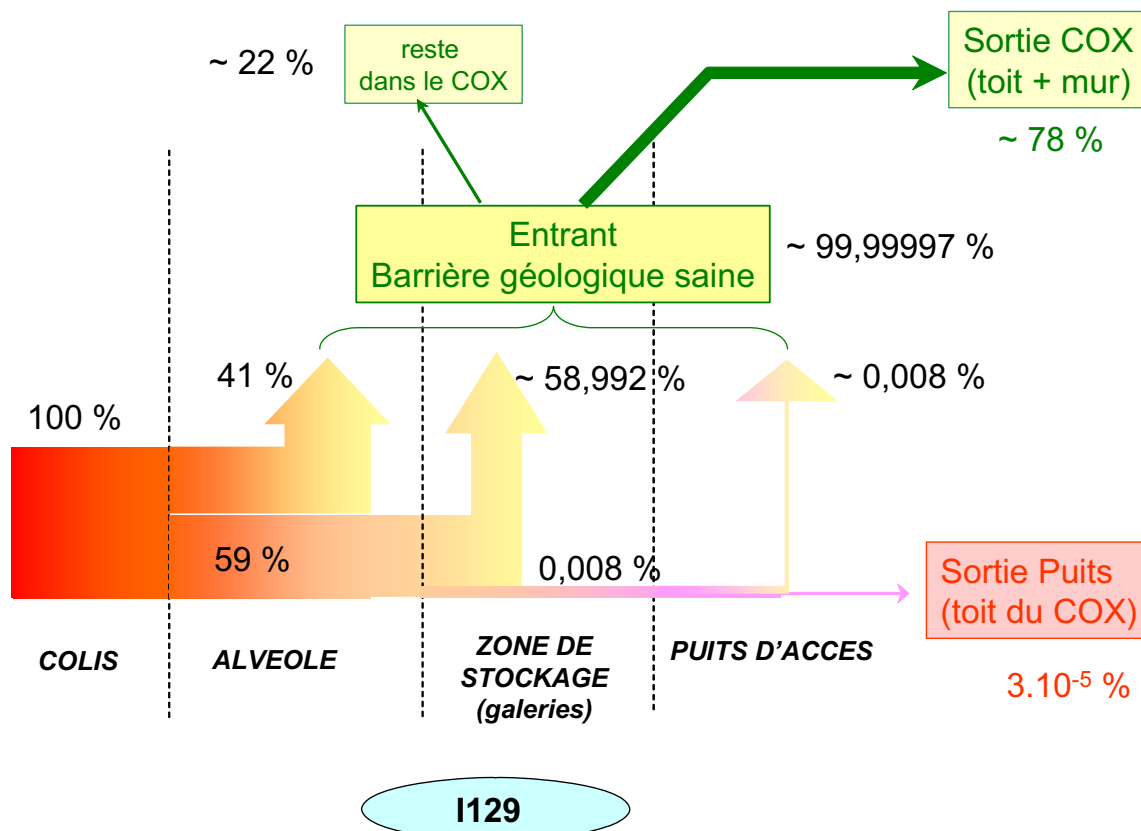 ~ 22 %
reste
dans le COX
Sortie COX
(toit + mur)
~ 78 %
Entrant
Barrière géologique saine
~ 99,99997 %
41 %
~ 58,992 %
~ 0,008 %
100 %
59 %
0,008 %
Sortie Puits
(toit du COX)
3.10-5 %
COLIS
ALVEOLE
ZONE DE
STOCKAGE
(galeries)
PUITS D’ACCES
I129